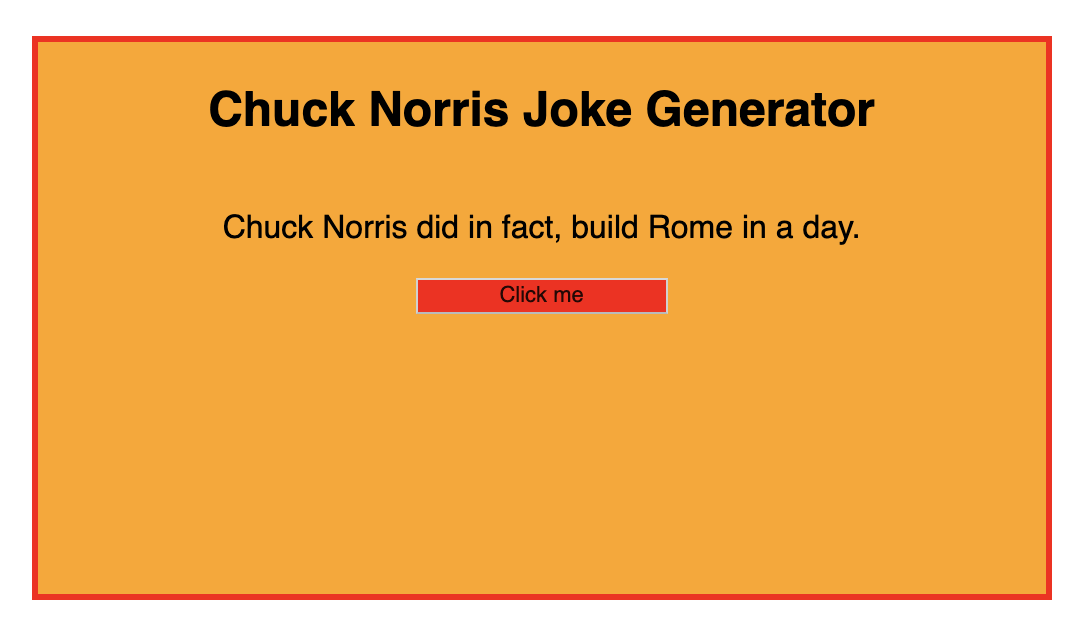 Chuck Norris Joke Generator
Chuck Norris did in fact, build Rome in a day.
Click me